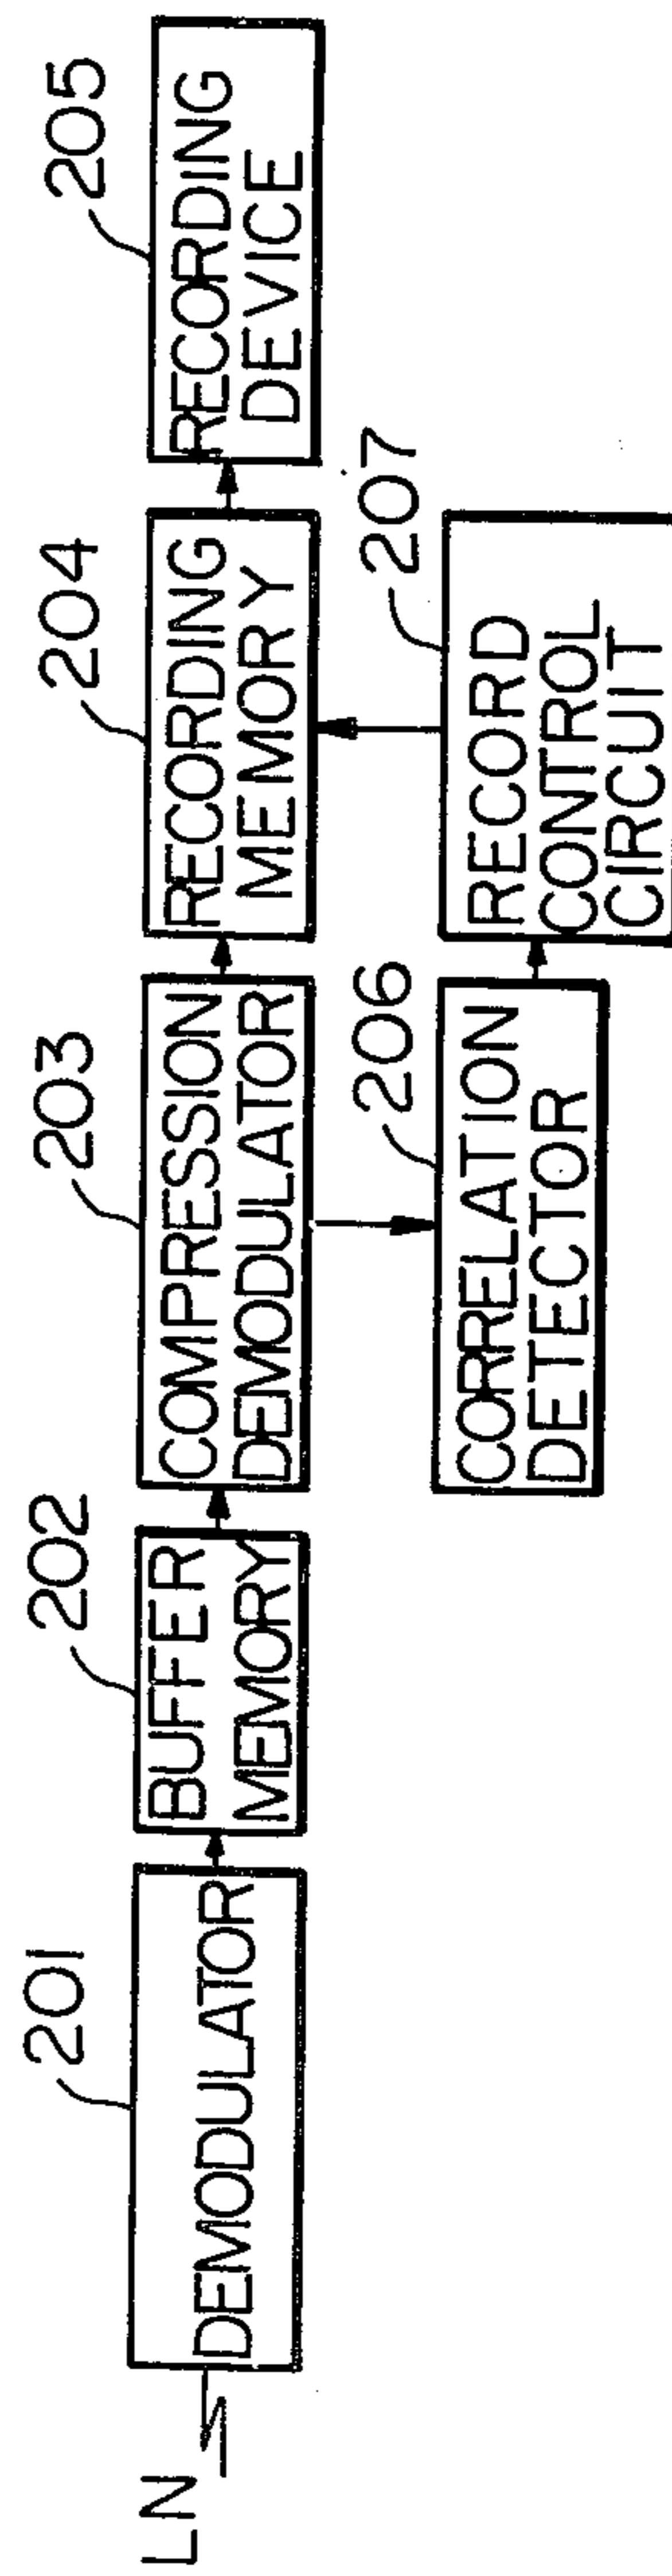 LN
201
DEMODULATOR
202
BUFFER
MEMORY
203
COMPRESSION
DEMODULATOR
204
RECORDING
MEMORY
205
RECORDING
DEVICE
206
CORRELATION
DETECTOR
207
RECORD
CONTROL
CIRCUIT